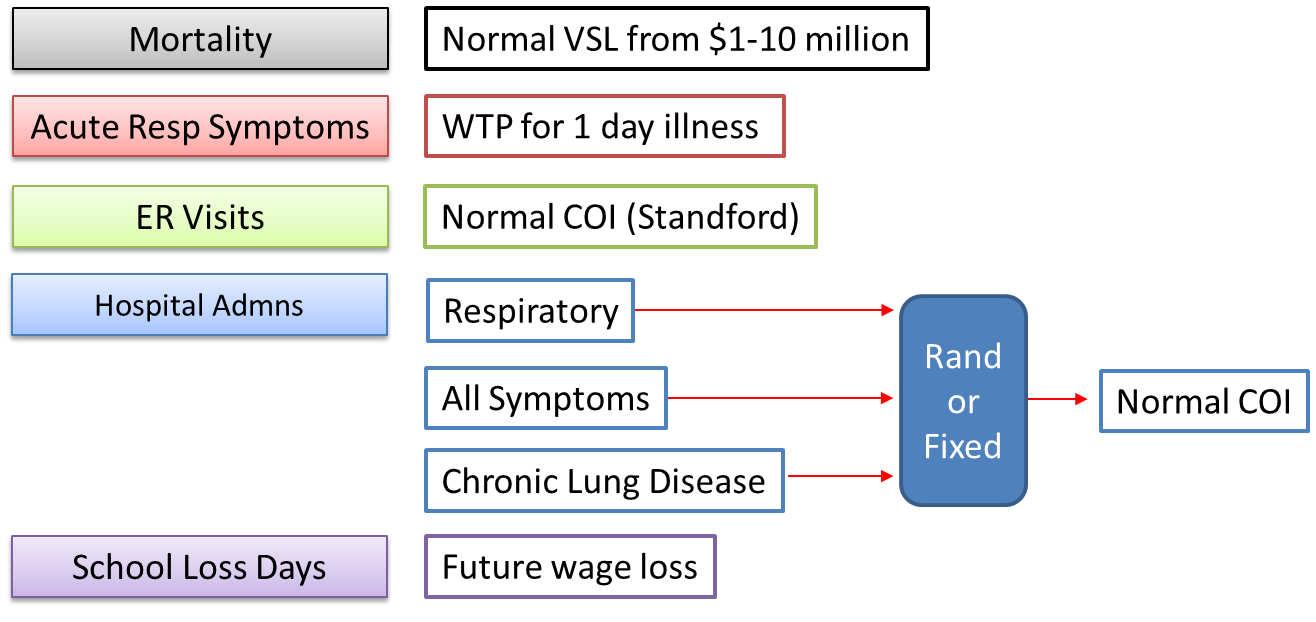 Mortality
Normal VSL from $1-10 million
Acute Resp Symptoms
WTP for 1 day illness
ER Visits
Normal COI (Standford)
Hospital Admns
Respiratory
All Symptoms
Chronic Lung Disease
Rand
or
Fixed
Normal COI
School Loss Days
Future wage loss